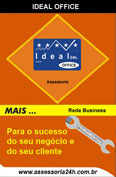 IDEAL OFFICE
ideal 24h.
OFFICE
Assessoria
MAIS ...
Rede Business
Para o sucesso
do seu negócio e
do seu cliente
www.assessoria24h.com.br